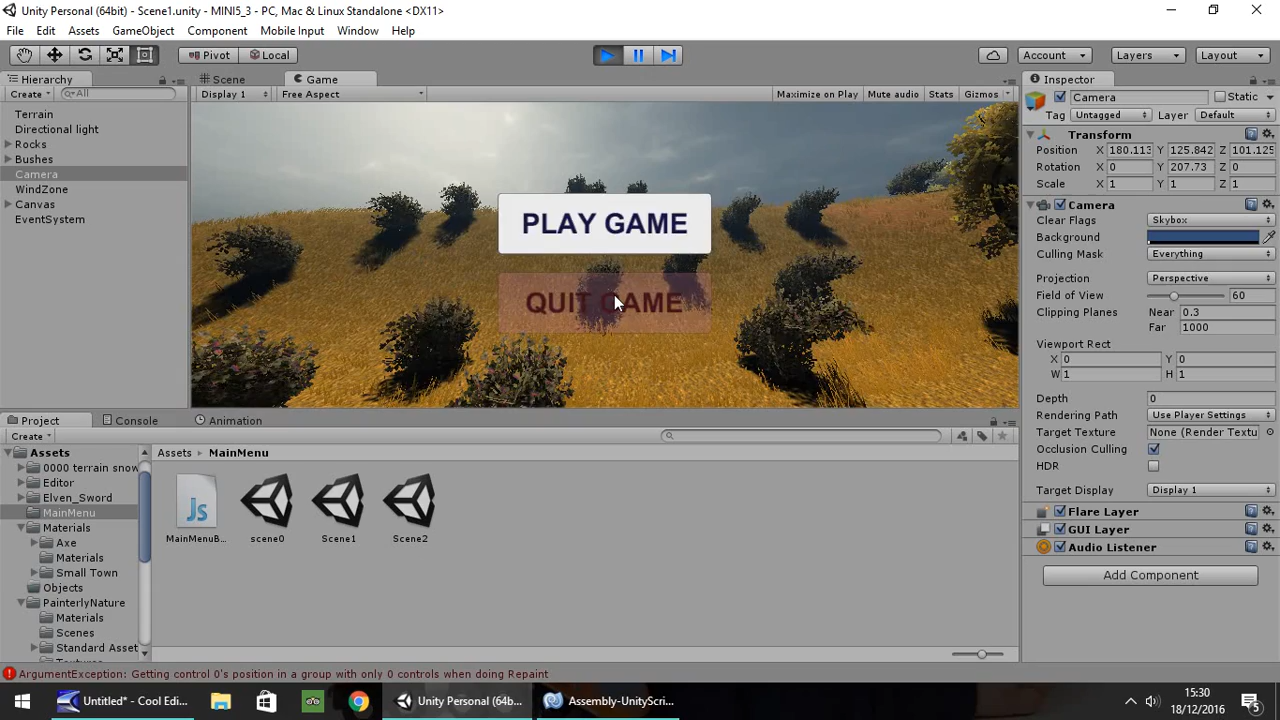 Unity Personal (64bit) - Scene1.unity - MINI5_3 - PC, Mac & Linux Standalone <DX11>
File Edit Assets GameObject Component Mobile Input Window Help
Pivot Local Account Layers Layout
Hierarchy Scene Game Inspector
Create All Display 1 Free Aspect Maximize on Play Mute audio Stats Gizmos Camera Static
Terrain Tag Untagged Layer Default
Directional light
Rocks
Bushes
Camera
WindZone
Canvas
EventSystem
PLAY GAME
QUIT GAME
Transform
Position X 180.113 Y 125.842 Z 101.125
Rotation X 0 Y 207.73 Z 0
Scale X 1 Y 1 Z 1
Camera
Clear Flags Skybox
Background
Culling Mask Everything
Projection Perspective
Field of View 60
Clipping Planes Near 0.3
Far 1000
Viewport Rect
X 0 Y 0
W 1 H 1
Depth 0
Rendering Path Use Player Settings
Target Texture None (Render Textu
Occlusion Culling
HDR
Target Display Display 1
Flare Layer
GUI Layer
Audio Listener
Add Component
Project Console Animation
Create
Assets
0000 terrain snow
Editor
Elven_Sword
MainMenu
Materials
Axe
Materials
Small Town
Objects
PainterlyNature
Materials
Scenes
Standard Asset
Assets MainMenu
Js
MainMenuB... scene0 Scene1 Scene2
ArgumentException: Getting control 0's position in a group with only 0 controls when doing Repaint
Untitled* - Cool Edi... Unity Personal (64b... Assembly-UnityScri...
15:30
18/12/2016
5